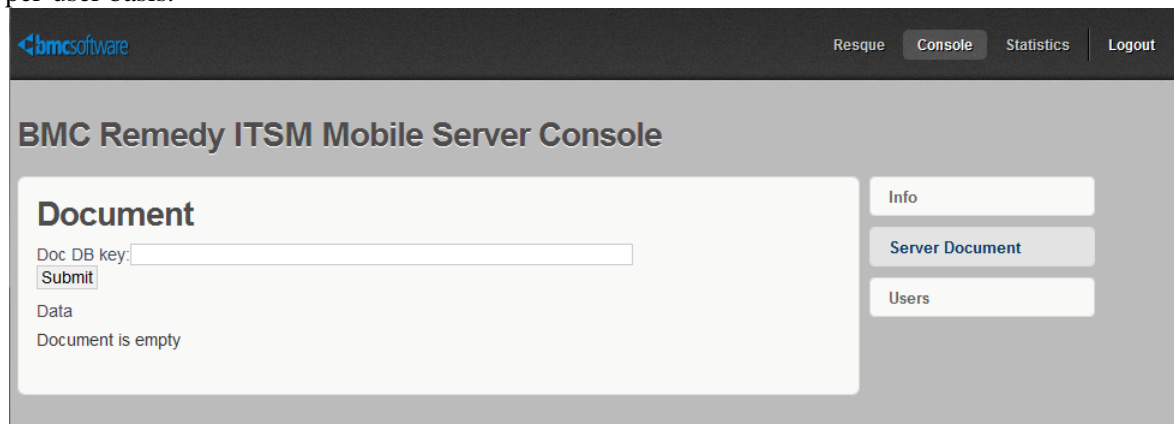 per-user basis.
bmcsoftware
Resque Console Statistics Logout
BMC Remedy ITSM Mobile Server Console
Document
Doc DB key:
Submit
Data
Document is empty
Info
Server Document
Users